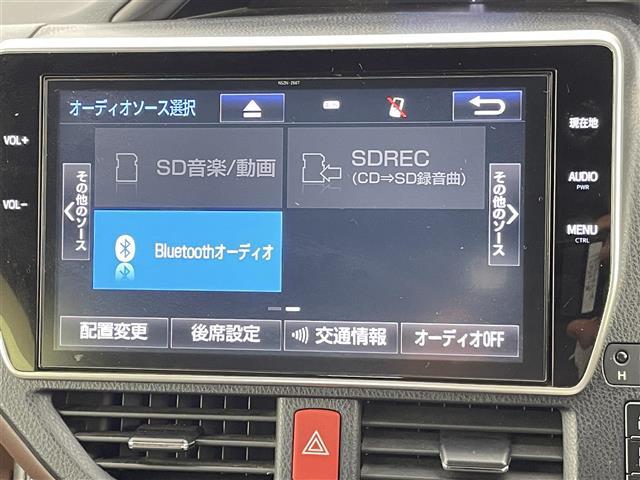 NSZN-Z66T
オーディオソース選択
現在地
VOL+
SD音楽/動画
SDREC
(CD⇒SD録音曲)
その他のソース
その他のソース
AUDIO
PWR
VOL-
MENU
CTRL
Bluetoothオーディオ
配置変更
後席設定
交通情報
オーディオOFF
H